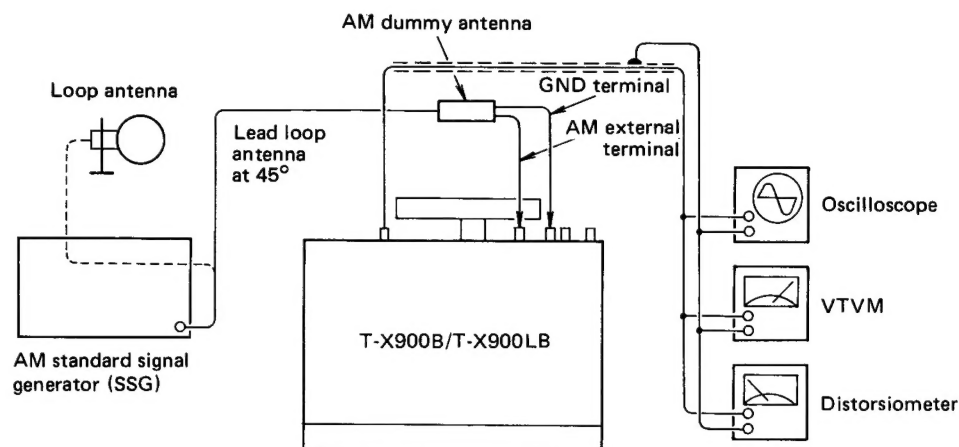 AM dummy antenna
GND terminal
Loop antenna
AM external
terminal
Lead loop
antenna
at 45°
Oscilloscope
VTVM
T-X900B/T-X900LB
AM standard signal
generator (SSG)
Distorsiometer